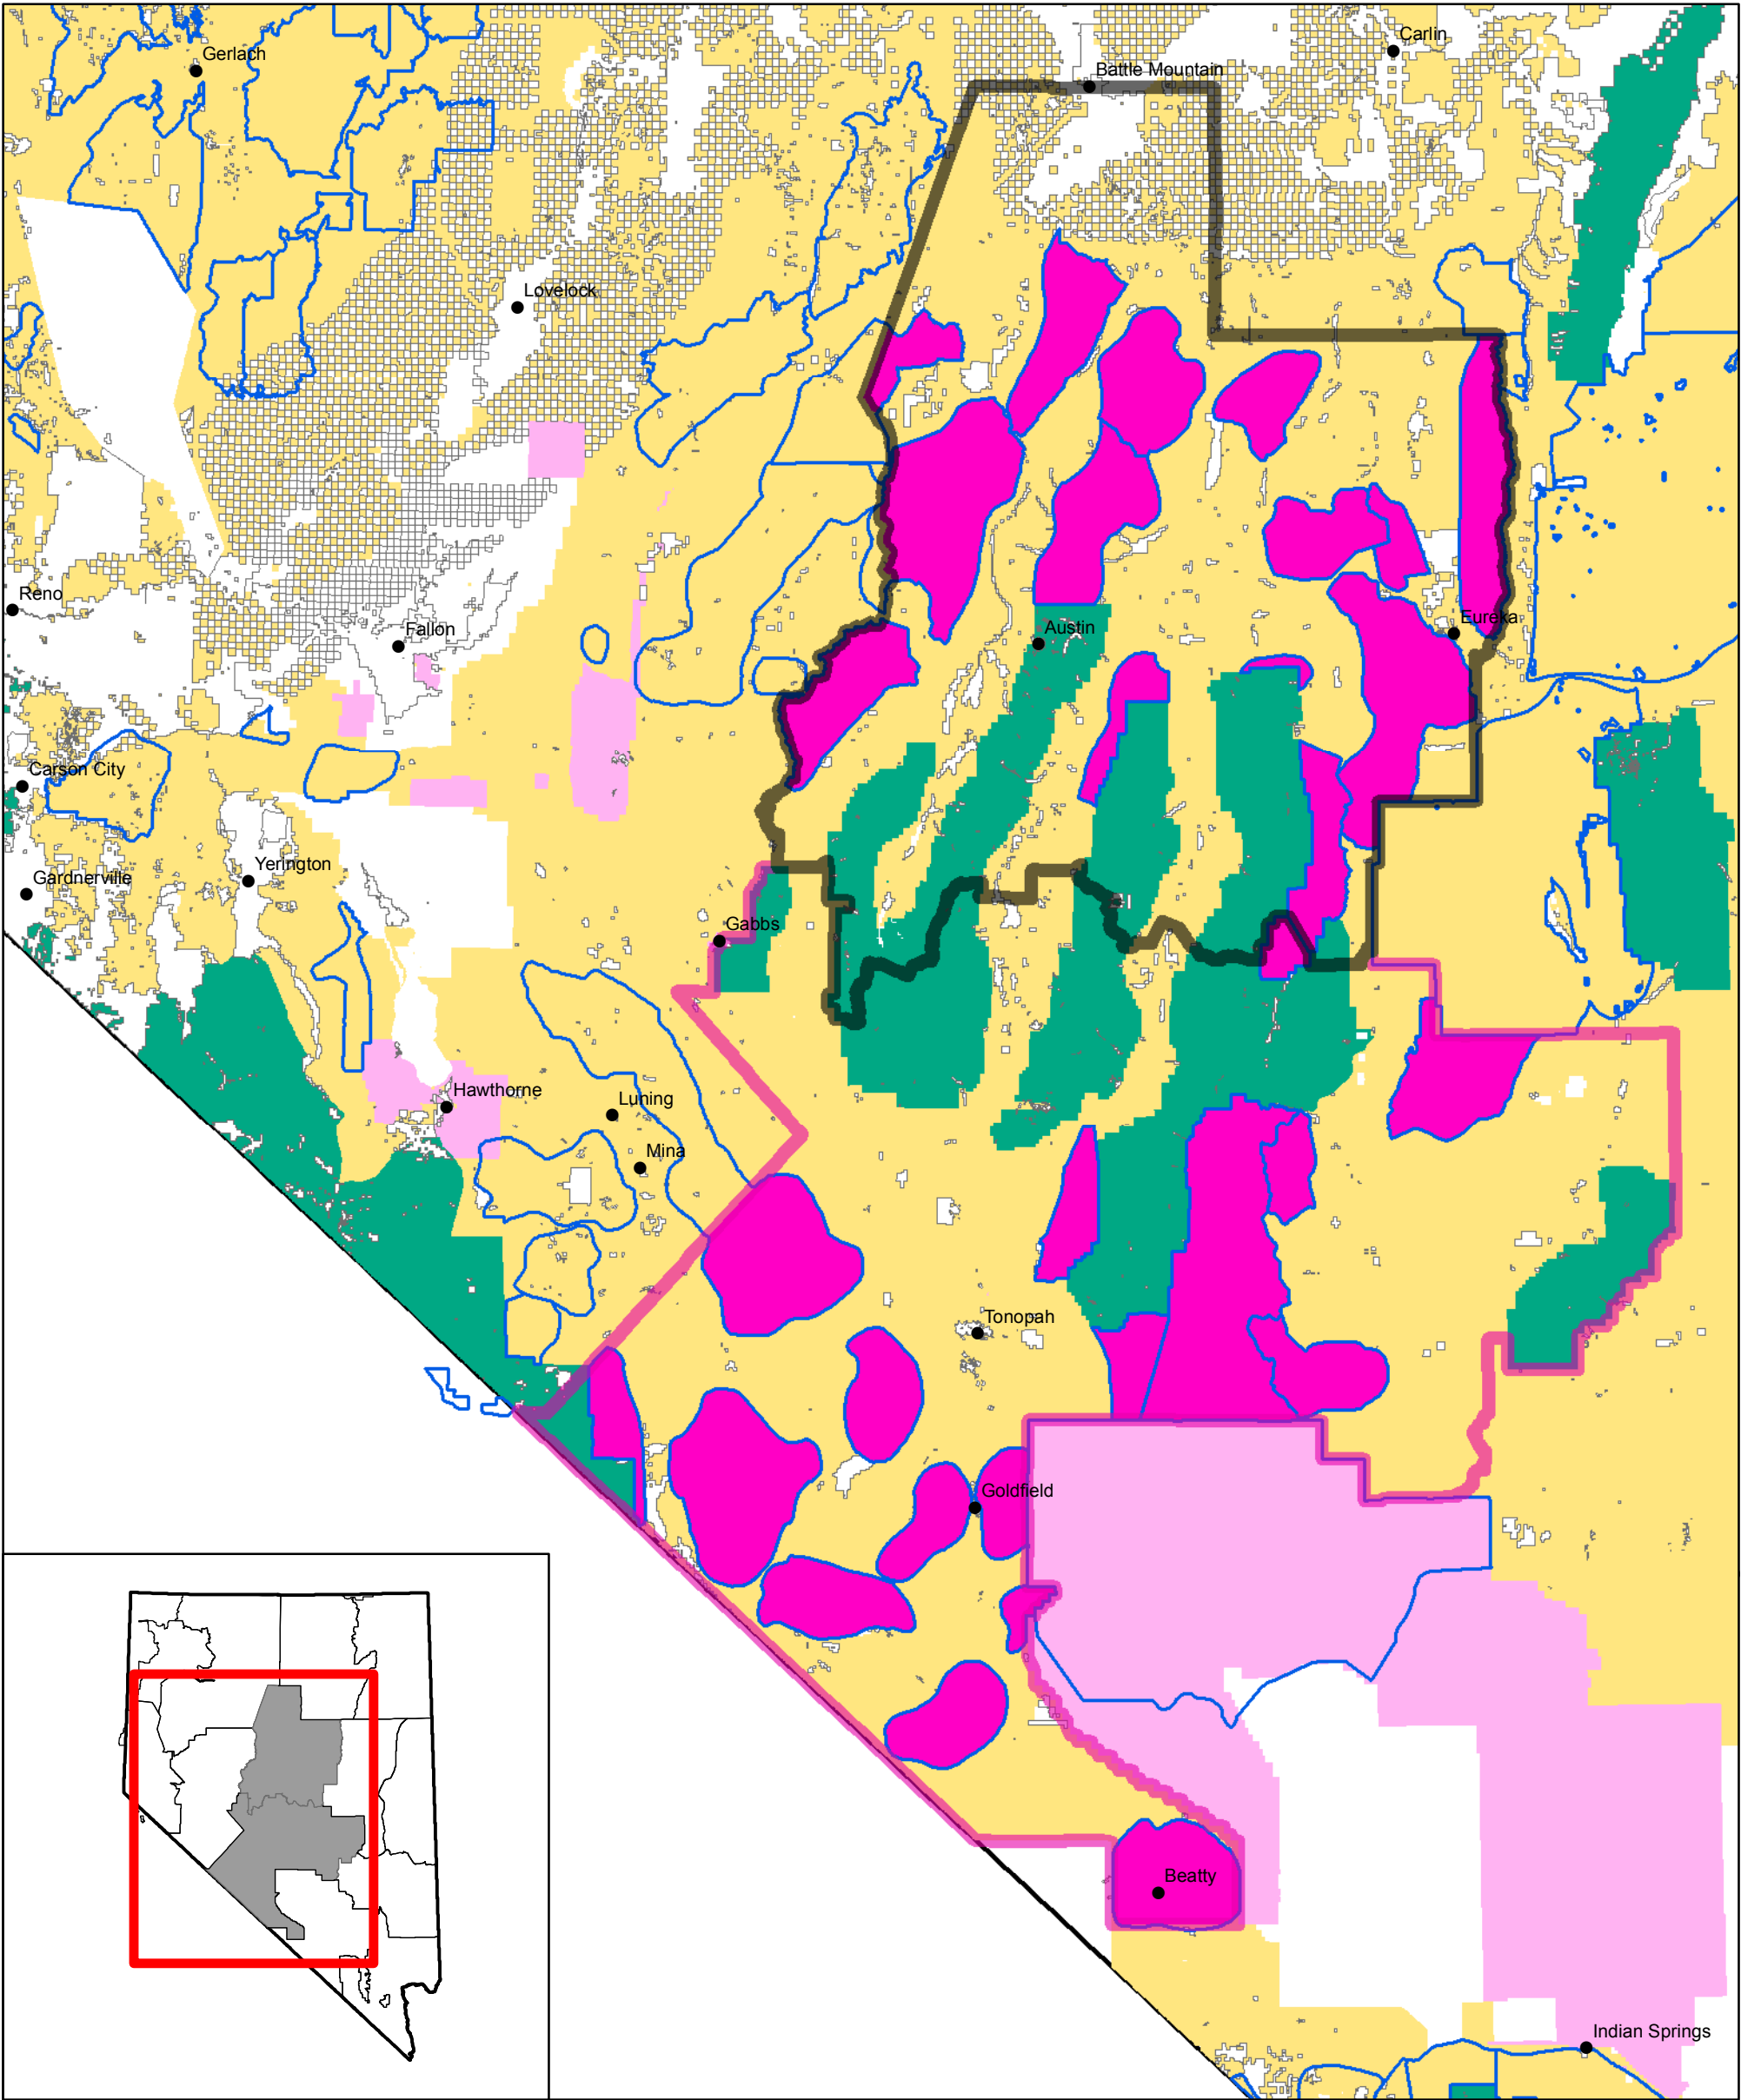 Carlin
Gerlach
Battle Mountain
Lovelock
Reno
Fallon
Austin
Eureka
Carson City
Yerington
Gardnerville
Gabbs
Hawthorne
Luning
Mina
Tonopah
Goldfield
Beatty
Indian Springs